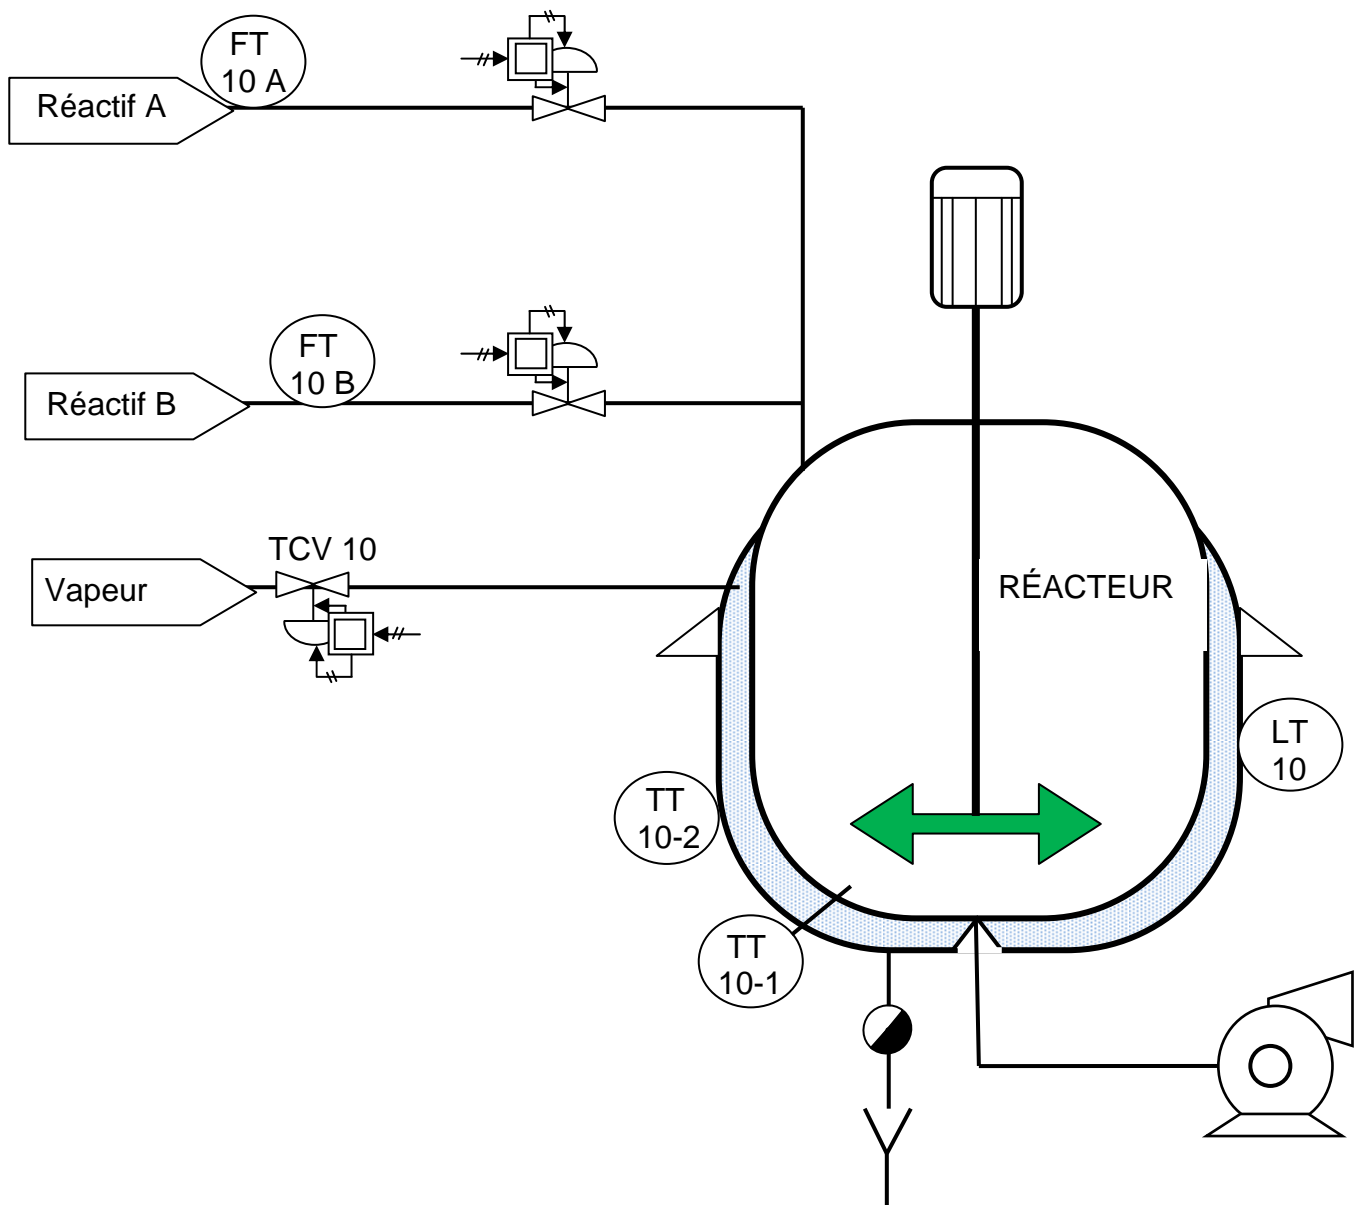 FT
10 A
Réactif A
FT
10 B
Réactif B
TCV 10
Vapeur
RÉACTEUR
LT
10
TT
10-2
TT
10-1